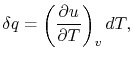 δq = (∂u/∂T)_v dT,